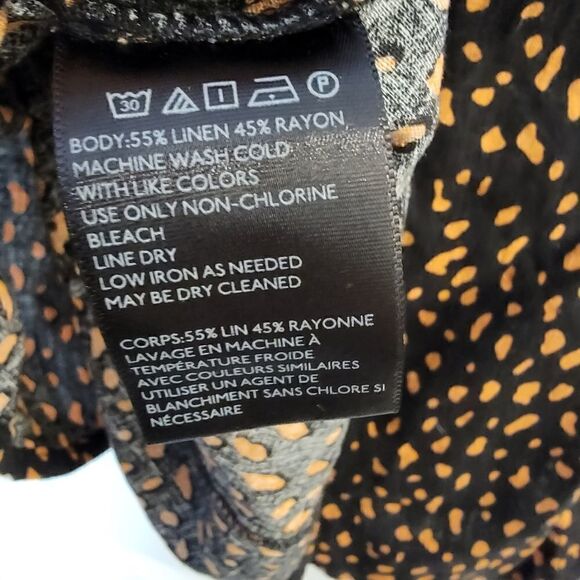 30 P
BODY:55% LINEN 45% RAYON
MACHINE WASH COLD
WITH LIKE COLORS
USE ONLY NON-CHLORINE
BLEACH
LINE DRY
LOW IRON AS NEEDED
MAY BE DRY CLEANED
CORPS:55% LIN 45% RAYONNE
LAVAGE EN MACHINE À
TEMPÉRATURE FROIDE
AVEC COULEURS SIMILAIRES
UTILISER UN AGENT DE
BLANCHIMENT SANS CHLORE SI
NÉCESSAIRE